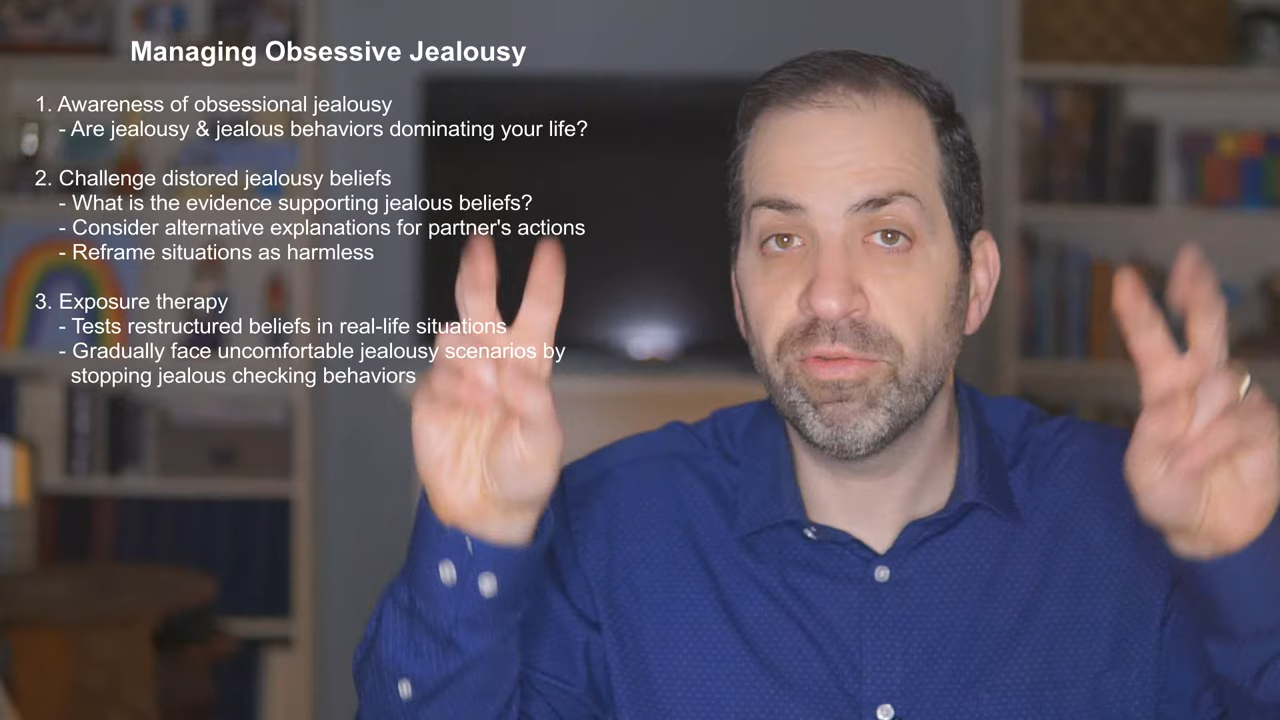 Managing Obsessive Jealousy
1. Awareness of obsessional jealousy
- Are jealousy & jealous behaviors dominating your life?
2. Challenge distored jealousy beliefs
- What is the evidence supporting jealous beliefs?
- Consider alternative explanations for partner's actions
- Reframe situations as harmless
3. Exposure therapy
- Tests restructured beliefs in real-life situations
- Gradually face uncomfortable jealousy scenarios by
stopping jealous checking behaviors